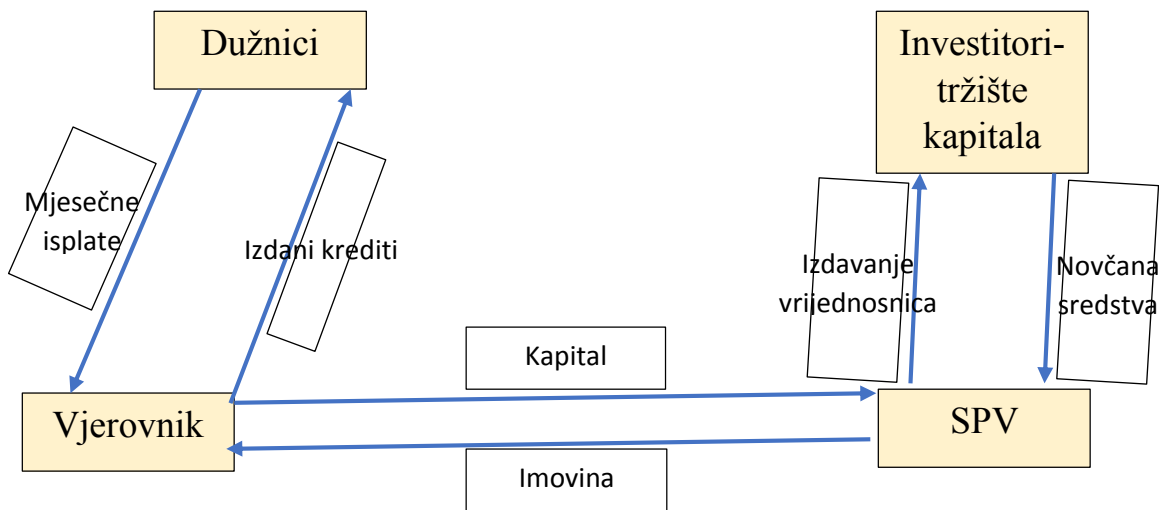 Dužnici
Investitori-
tržište
kapitala
Mjesečne
isplate
Izdani krediti
Izdavanje
vrijednosnica
Novčana
sredstva
Kapital
Vjerovnik
SPV
Imovina